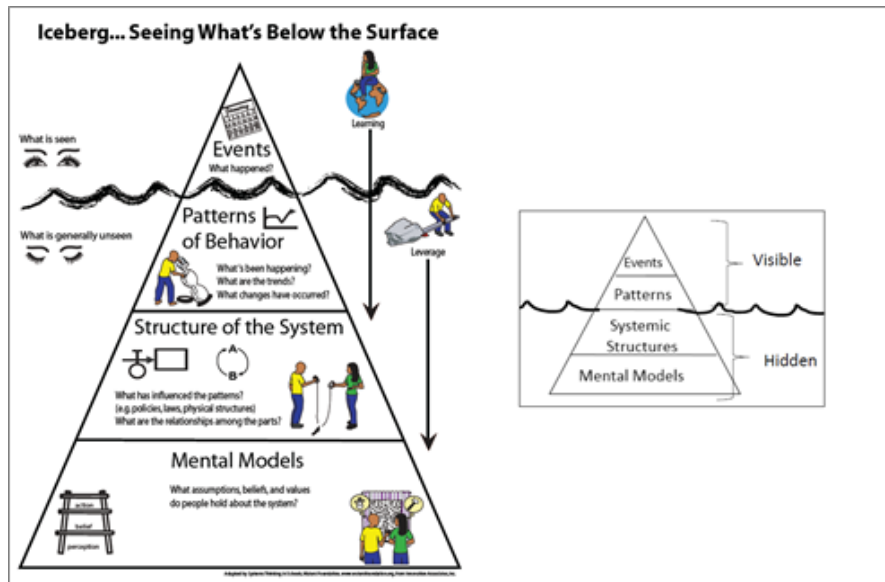 Iceberg... Seeing What's Below the Surface
Learning
What is seen
Events
What happened?
What is generally unseen
Patterns
of Behavior
What's been happening?
What are the trends?
What changes have occurred?
Leverage
Structure of the System
A
B
What has influenced the patterns?
(e.g. policies, laws, physical structures)
What are the relationships among the parts?
Mental Models
What assumptions, beliefs, and values
do people hold about the system?
action
belief
perception
Events
Patterns
Systemic
Structures
Mental Models
Visible
Hidden